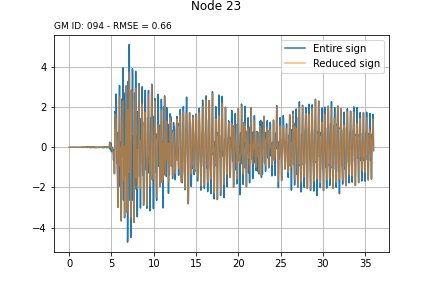 Node 23
GM ID: 094 - RMSE = 0.66
Entire sign
Reduced sign
4
2
0
−2
−4
0 5 10 15 20 25 30 35